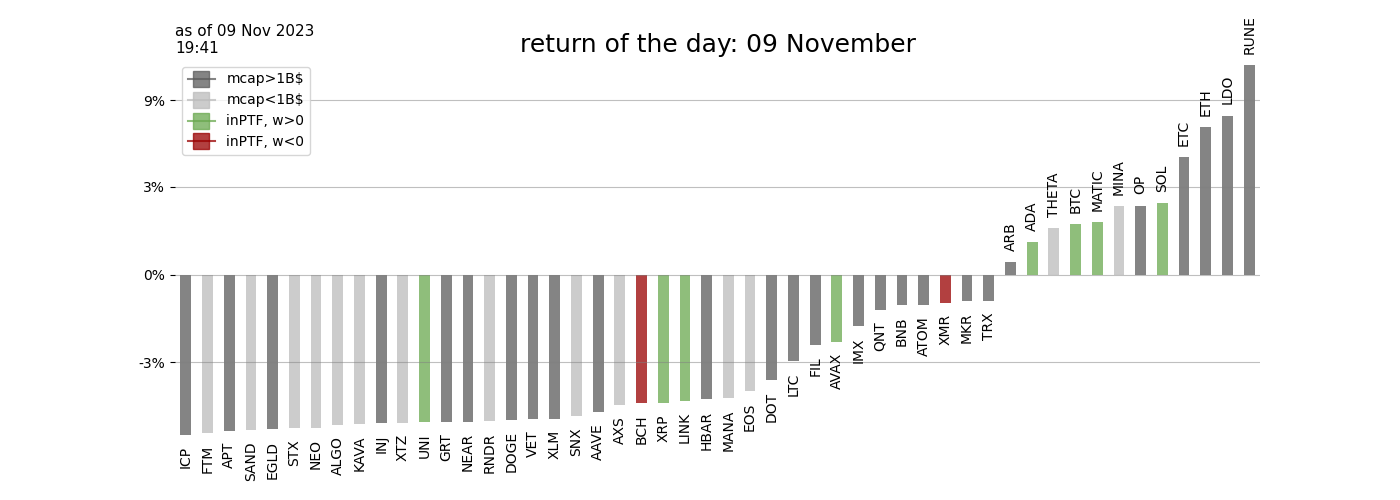 as of 09 Nov 2023
19:41
return of the day: 09 November
mcap>1B$
mcap<1B$
inPTF, w>0
inPTF, w<0
9%
3%
0%
-3%
ICP
FTM
APT
SAND
EGLD
STX
NEO
ALGO
KAVA
INJ
XTZ
UNI
GRT
NEAR
RNDR
DOGE
VET
XLM
SNX
AAVE
AXS
BCH
XRP
LINK
HBAR
MANA
EOS
DOT
LTC
FIL
AVAX
IMX
QNT
BNB
ATOM
XMR
MKR
TRX
ARB
ADA
THETA
BTC
MATIC
MINA
OP
SOL
ETC
ETH
LDO
RUNE